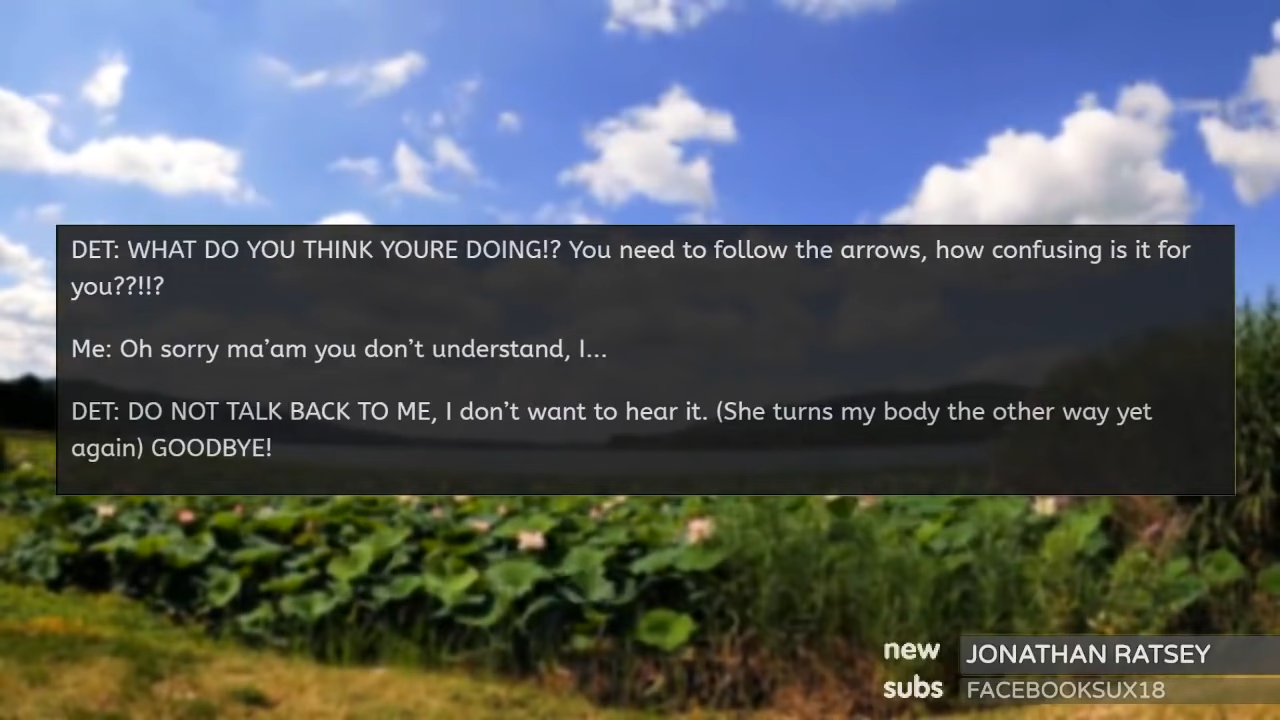 DET: WHAT DO YOU THINK YOURE DOING!? You need to follow the arrows, how confusing is it for
you??!!?
Me: Oh sorry ma’am you don’t understand, I...
DET: DO NOT TALK BACK TO ME, I don’t want to hear it. (She turns my body the other way yet
again) GOODBYE!
new JONATHAN RATSEY
subs FACEBOOKSUX18